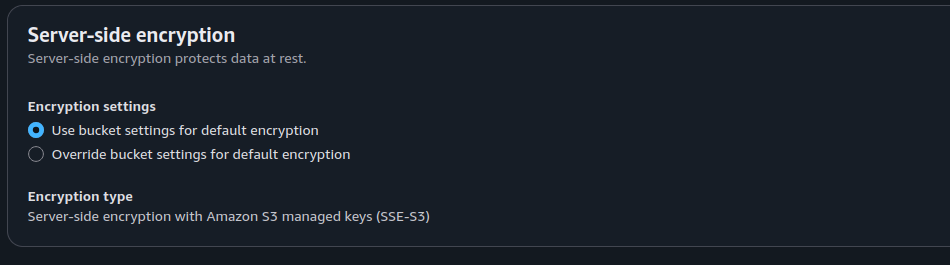 Server-side encryption
Server-side encryption protects data at rest.
Encryption settings
Use bucket settings for default encryption
Override bucket settings for default encryption
Encryption type
Server-side encryption with Amazon S3 managed keys (SSE-S3)